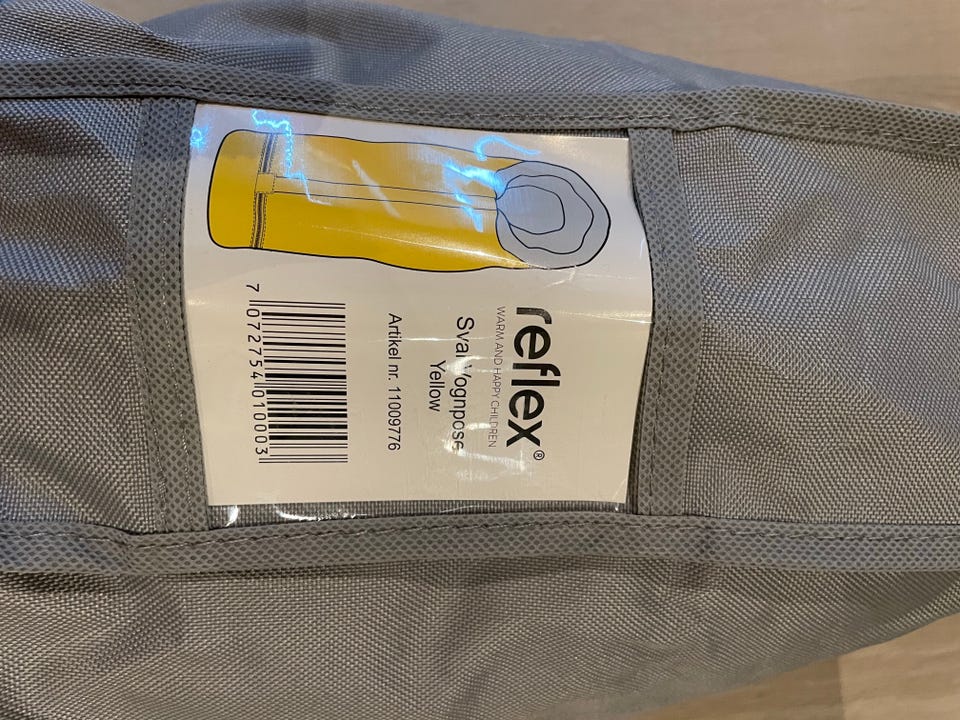 reflex®
WARM AND HAPPY CHILDREN
Sval Vognpose
Yellow
Artikel nr. 11009776
7 072754 010003